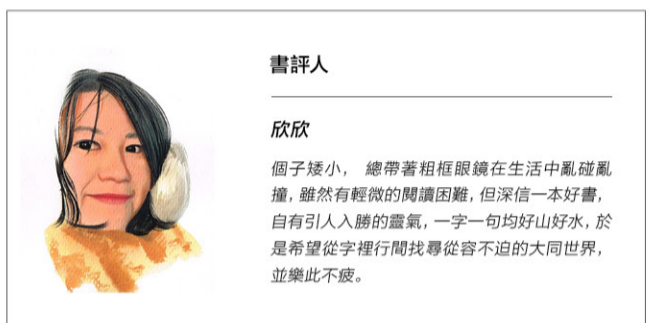 書評人
欣欣
個子矮小， 總帶著粗框眼鏡在生活中亂碰亂
撞，雖然有輕微的閱讀困難，但深信一本好書，
自有引人入勝的靈氣，一字一句均好山好水，於
是希望從字裡行間找尋從容不迫的大同世界，
並樂此不疲。